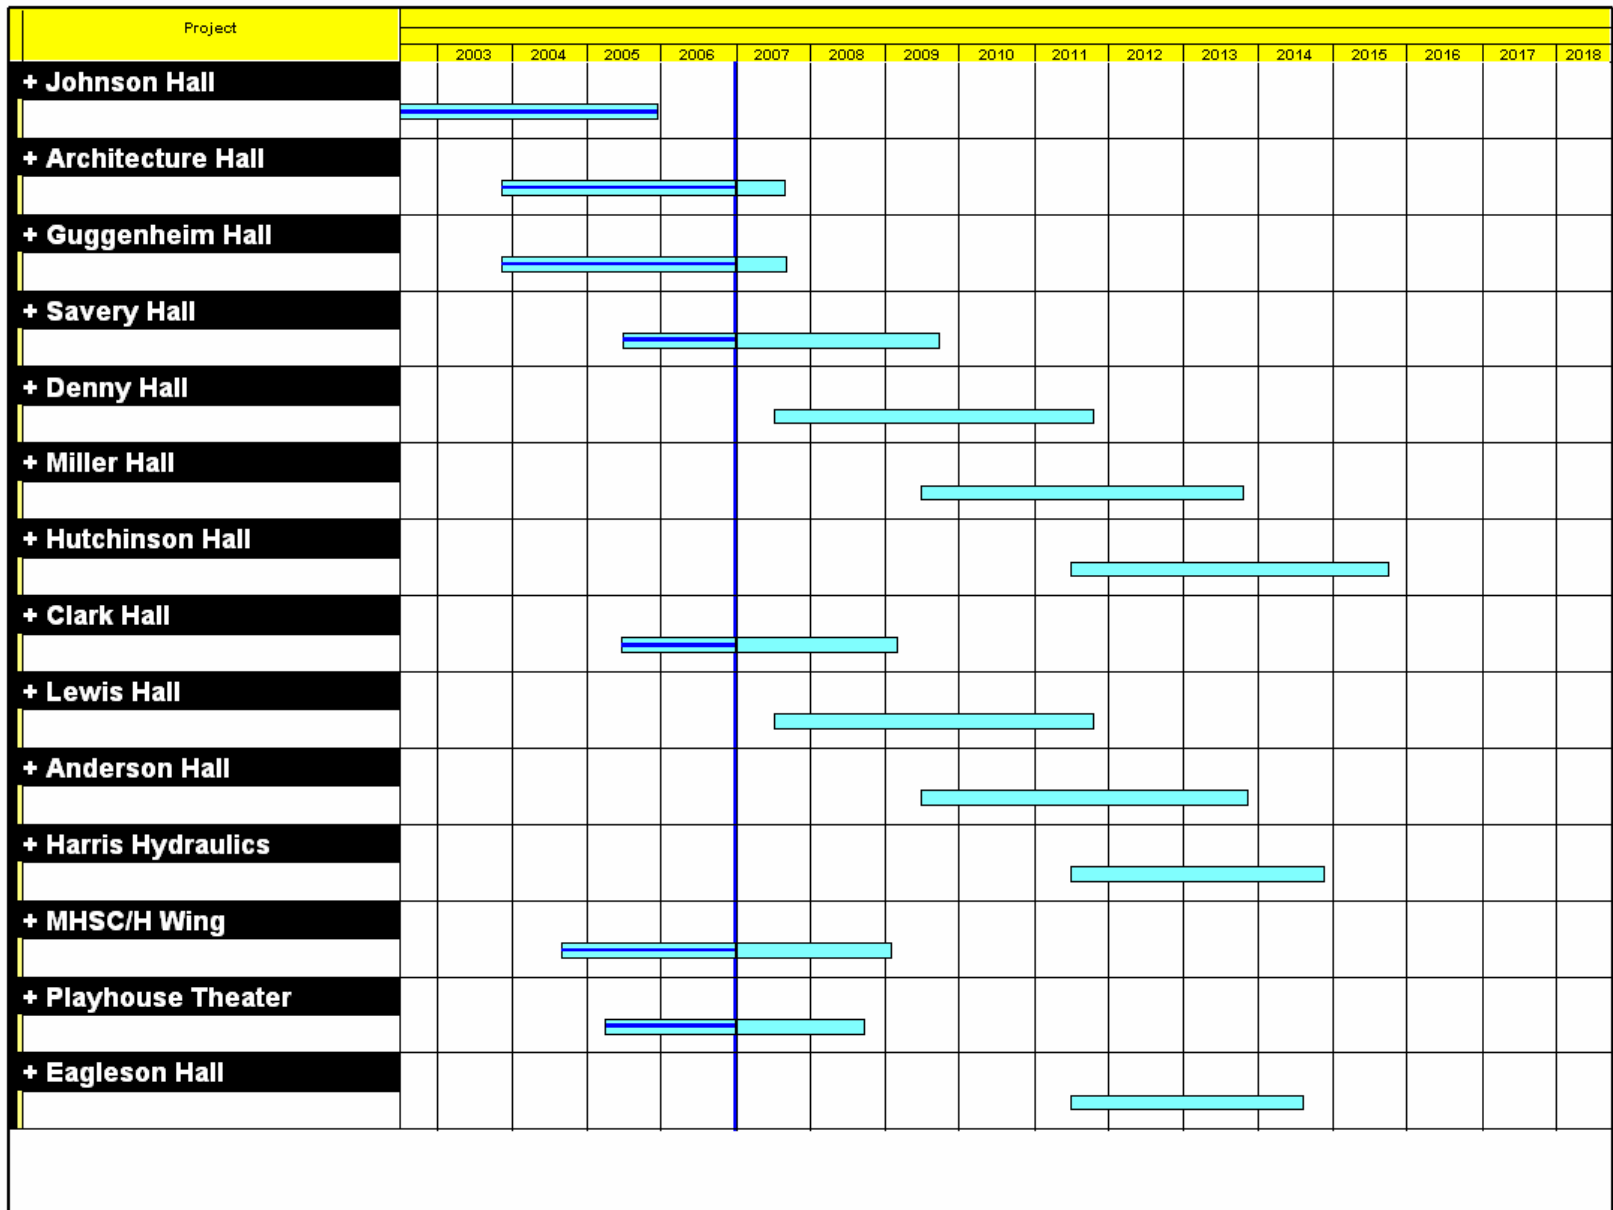 Project
2003 2004 2005 2006 2007 2008 2009 2010 2011 2012 2013 2014 2015 2016 2017 2018
+ Johnson Hall
+ Architecture Hall
+ Guggenheim Hall
+ Savery Hall
+ Denny Hall
+ Miller Hall
+ Hutchinson Hall
+ Clark Hall
+ Lewis Hall
+ Anderson Hall
+ Harris Hydraulics
+ MHSC/H Wing
+ Playhouse Theater
+ Eagleson Hall